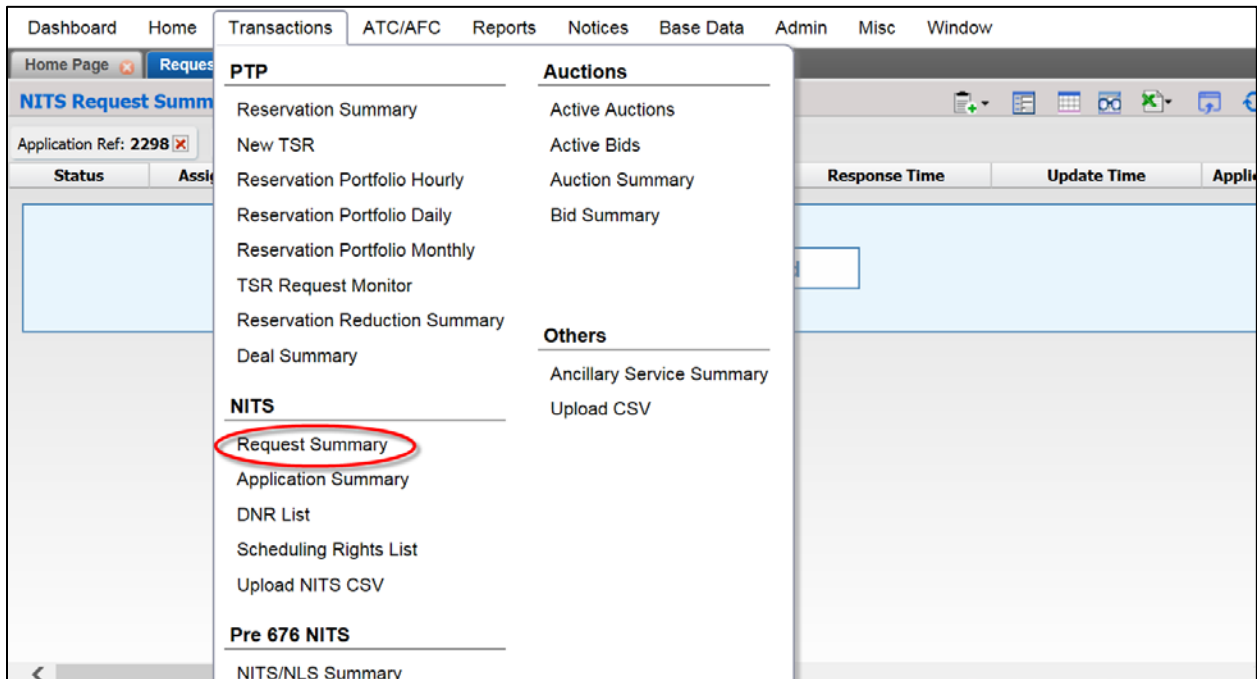 Dashboard Home Transactions ATC/AFC Reports Notices Base Data Admin Misc Window
Home Page Reques
NITS Request Summ
Application Ref: 2298
Status Assig Response Time Update Time Applic
PTP
Reservation Summary
New TSR
Reservation Portfolio Hourly
Reservation Portfolio Daily
Reservation Portfolio Monthly
TSR Request Monitor
Reservation Reduction Summary
Deal Summary
NITS
Request Summary
Application Summary
DNR List
Scheduling Rights List
Upload NITS CSV
Pre 676 NITS
NITS/NLS Summary
Auctions
Active Auctions
Active Bids
Auction Summary
Bid Summary
Others
Ancillary Service Summary
Upload CSV